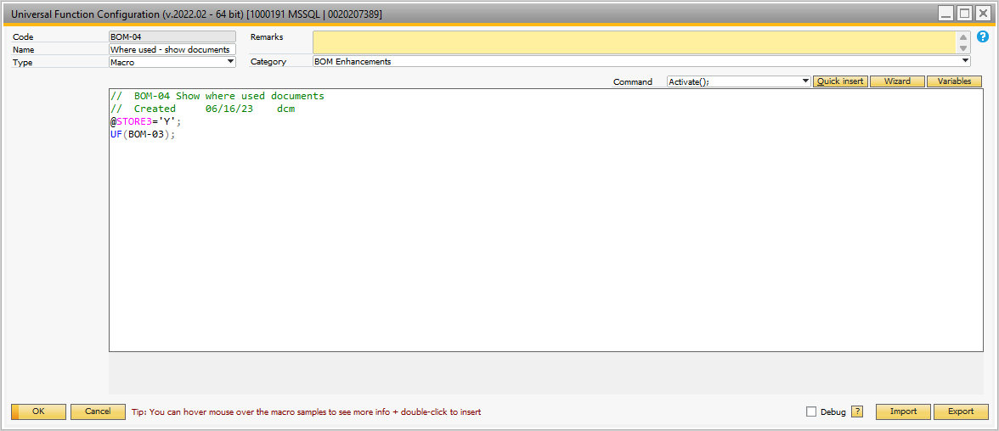 Universal Function Configuration (v.2022.02 - 64 bit) [1000191 MSSQL | 0020207389]
Code BOM-04 Remarks
Name Where used - show documents
Type Macro Category BOM Enhancements
Command Activate(); Quick insert Wizard Variables
//  BOM-04 Show where used documents
//  Created     06/16/23    dcm
@STORE3='Y';
UF(BOM-03);
OK Cancel Tip: You can hover mouse over the macro samples to see more info + double-click to insert Debug ? Import Export